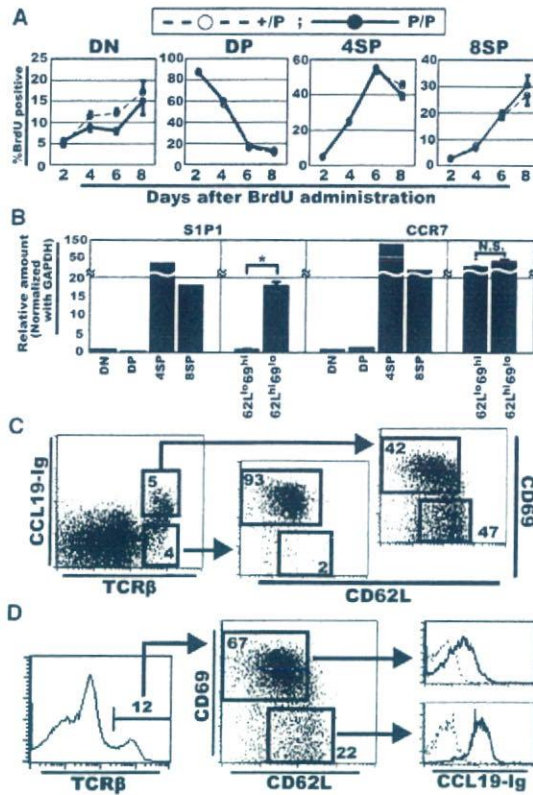 A
+/P ; P/P
DN DP 4SP 8SP
%BrdU positive
25 20 15 10 5 0
100 80 60 40 20 0
60 40 20 0
40 30 20 10 0
2 4 6 8 2 4 6 8 2 4 6 8 2 4 6 8
Days after BrdU administration
B
S1P1 CCR7
Relative amount
(Normalized with GAPDH)
150
50
20
15
10
5
0
* N.S.
DN DP 4SP 8SP 62Llo69hi 62Lhi69lo DN DP 4SP 8SP 62Llo69hi 62Lhi69lo
C
CCL19-Ig
5
4
TCRβ
93
2
42
47
CD69
CD62L
D
12
TCRβ
CD69
67
22
CD62L
CCL19-Ig